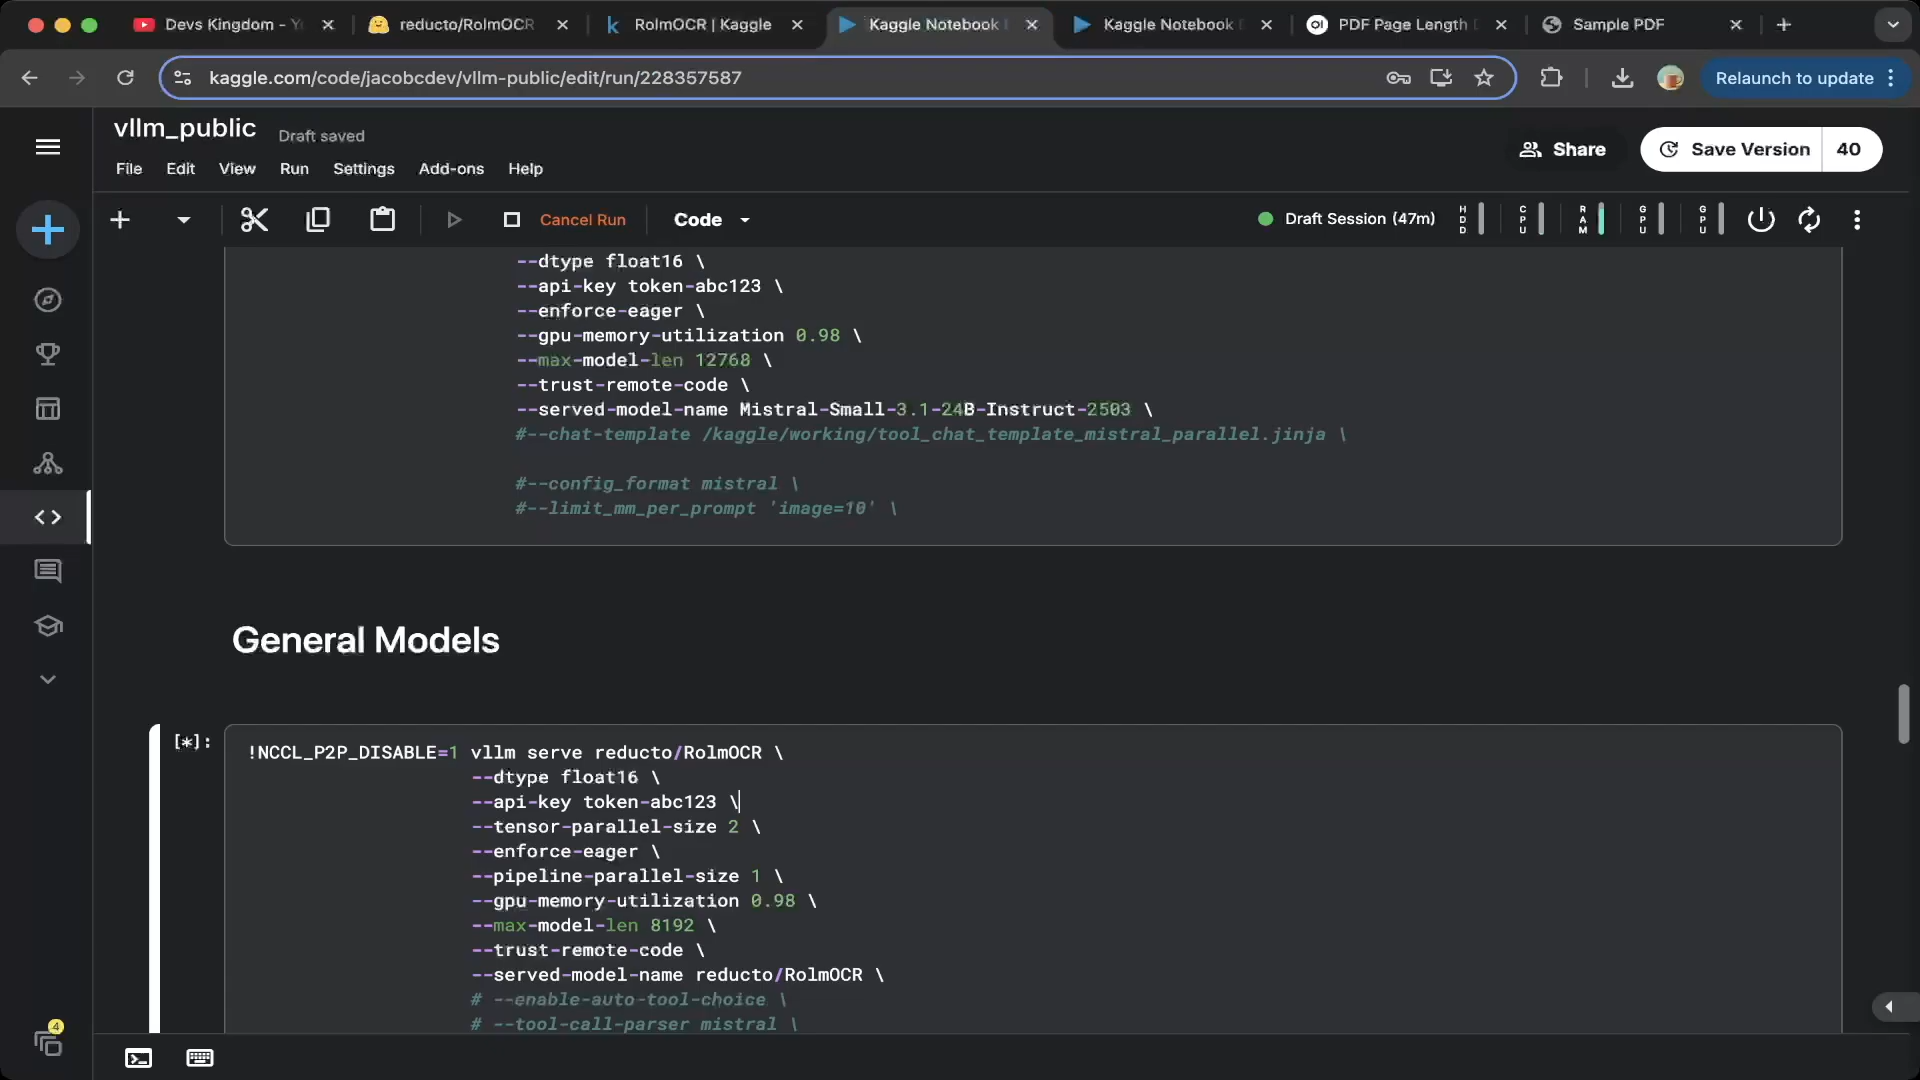 Devs Kingdom - Y
reducto/RolmOCR
RolmOCR | Kaggle
Kaggle Notebook
Kaggle Notebook
PDF Page Length
Sample PDF
kaggle.com/code/jacobcdev/vllm-public/edit/run/228357587
Relaunch to update
vllm_public
Draft saved
File Edit View Run Settings Add-ons Help
Share
Save Version 40
Cancel Run
Code
Draft Session (47m)
HDD
CPU
RAM
GPU
GPU
--dtype float16 \
--api-key token-abc123 \
--enforce-eager \
--gpu-memory-utilization 0.98 \
--max-model-len 12768 \
--trust-remote-code \
--served-model-name Mistral-Small-3.1-24B-Instruct-2503 \
#--chat-template /kaggle/working/tool_chat_template_mistral_parallel.jinja \
#--config_format mistral \
#--limit_mm_per_prompt 'image=10' \
General Models
[*]:
!NCCL_P2P_DISABLE=1 vllm serve reducto/RolmOCR \
--dtype float16 \
--api-key token-abc123 \
--tensor-parallel-size 2 \
--enforce-eager \
--pipeline-parallel-size 1 \
--gpu-memory-utilization 0.98 \
--max-model-len 8192 \
--trust-remote-code \
--served-model-name reducto/RolmOCR \
# --enable-auto-tool-choice \
# --tool-call-parser mistral \
4